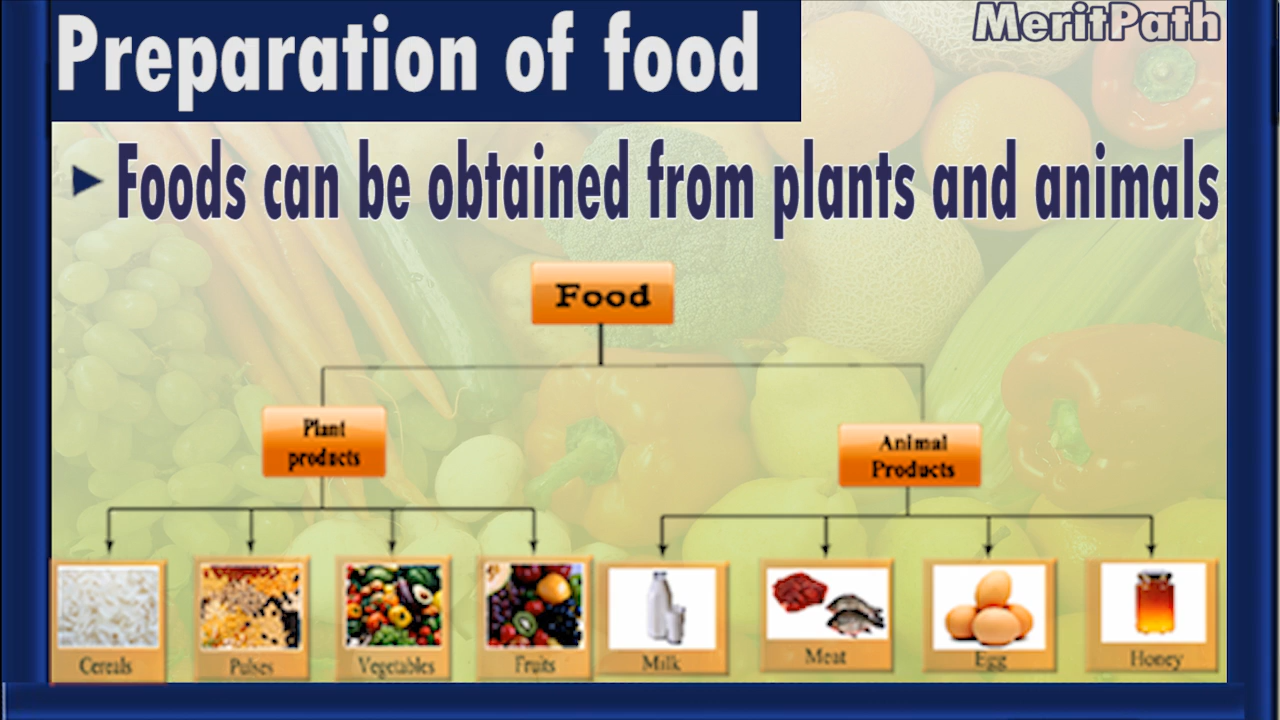 Preparation of food
MeritPath
Foods can be obtained from plants and animals
Food
Plant
products
Animal
Products
Cereals
Pulses
Vegetables
Fruits
Milk
Meat
Egg
Honey